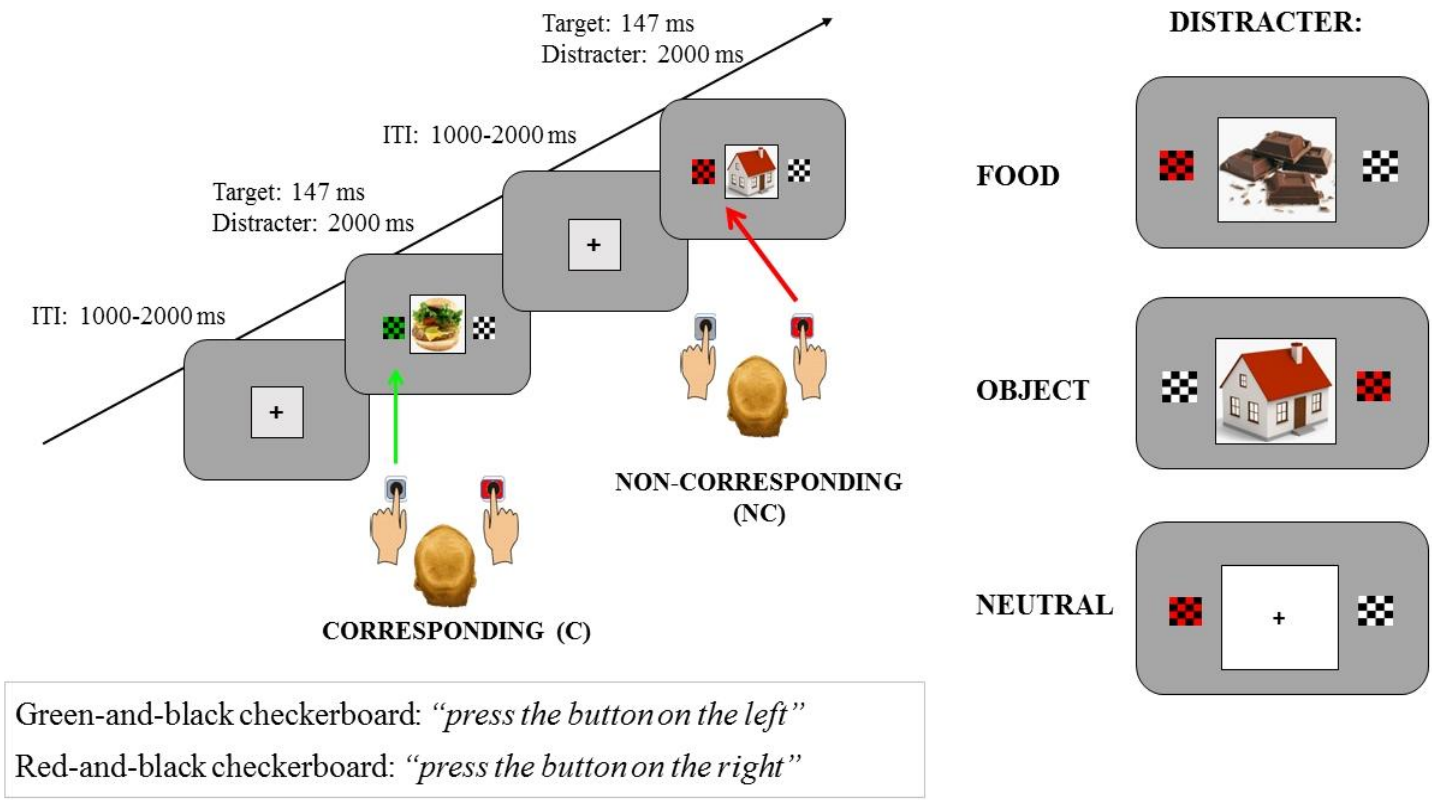 Target: 147 ms
Distracter: 2000 ms
ITI: 1000-2000 ms
Target: 147 ms
Distracter: 2000 ms
ITI: 1000-2000 ms
+
+
NON-CORRESPONDING
(NC)
CORRESPONDING (C)
DISTRACTER:
FOOD
OBJECT
NEUTRAL
+
Green-and-black checkerboard: “press the button on the left”
Red-and-black checkerboard: “press the button on the right”